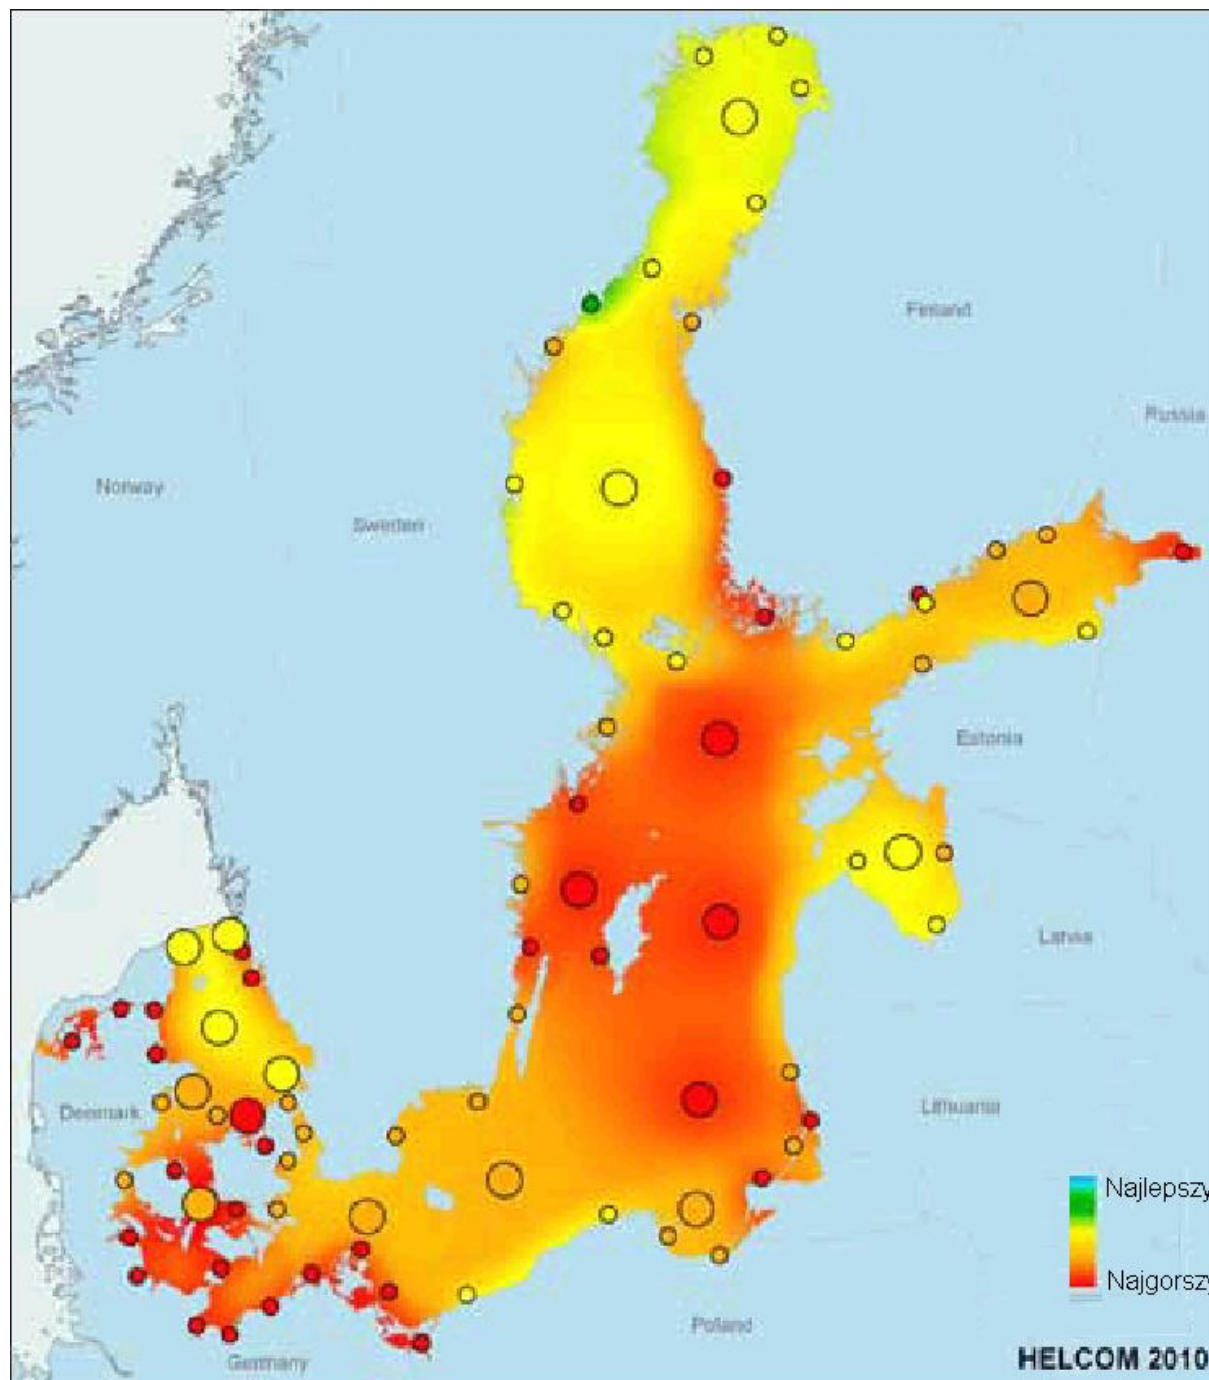 Finland
Russia
Norway
Sweden
Estonia
Latvia
Denmark
Lithuania
Najlepszy
Najgorszy
Poland
HELCOM 2010
Germany